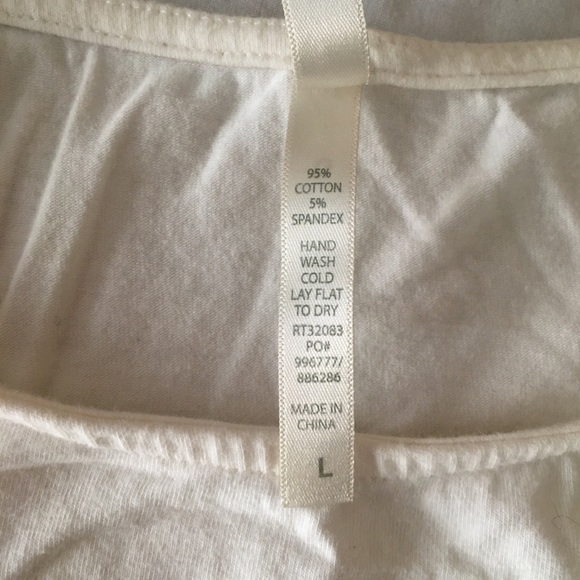 95%
COTTON
5%
SPANDEX
HAND
WASH
COLD
LAY FLAT
TO DRY
RT32083
PO#
996777/
886286
MADE IN
CHINA
L